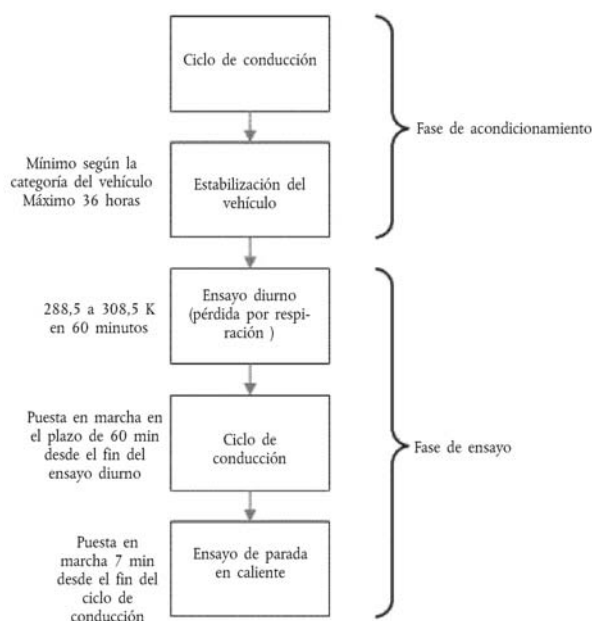 Ciclo de conducción
Fase de acondicionamiento
Mínimo según la
categoría del vehículo
Máximo 36 horas
Estabilización del
vehículo
288,5 a 308,5 K
en 60 minutos
Ensayo diurno
(pérdida por respi-
ración )
Puesta en marcha en
el plazo de 60 min
desde el fin del
ensayo diurno
Ciclo de
conducción
Fase de ensayo
Puesta en
marcha 7 min
desde el fin del
ciclo de
conducción
Ensayo de parada
en caliente